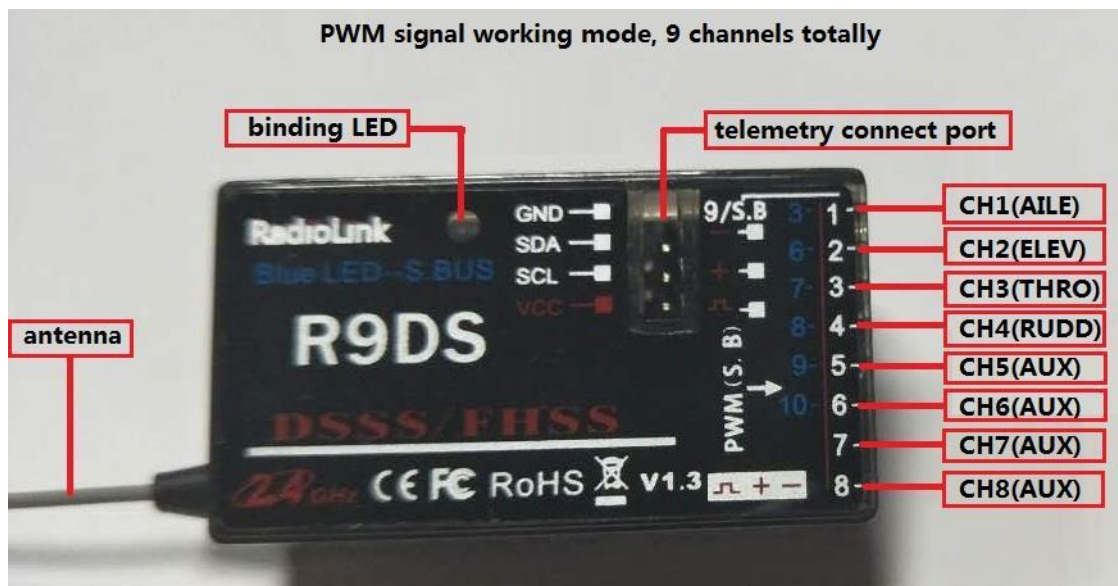 PWM signal working mode, 9 channels totally
binding LED
telemetry connect port
antenna
RadioLink
Blue LED--S.BUS
R9DS
DSSS/FHSS
2.4GHz CE FC RoHS V1.3
GND
SDA
SCL
VCC
9/S.B
-
+
PWM(S. B)
+ -
3- 1-
6- 2-
7- 3-
8- 4-
9- 5-
10- 6-
7-
8-
CH1(AILE)
CH2(ELEV)
CH3(THRO)
CH4(RUDD)
CH5(AUX)
CH6(AUX)
CH7(AUX)
CH8(AUX)